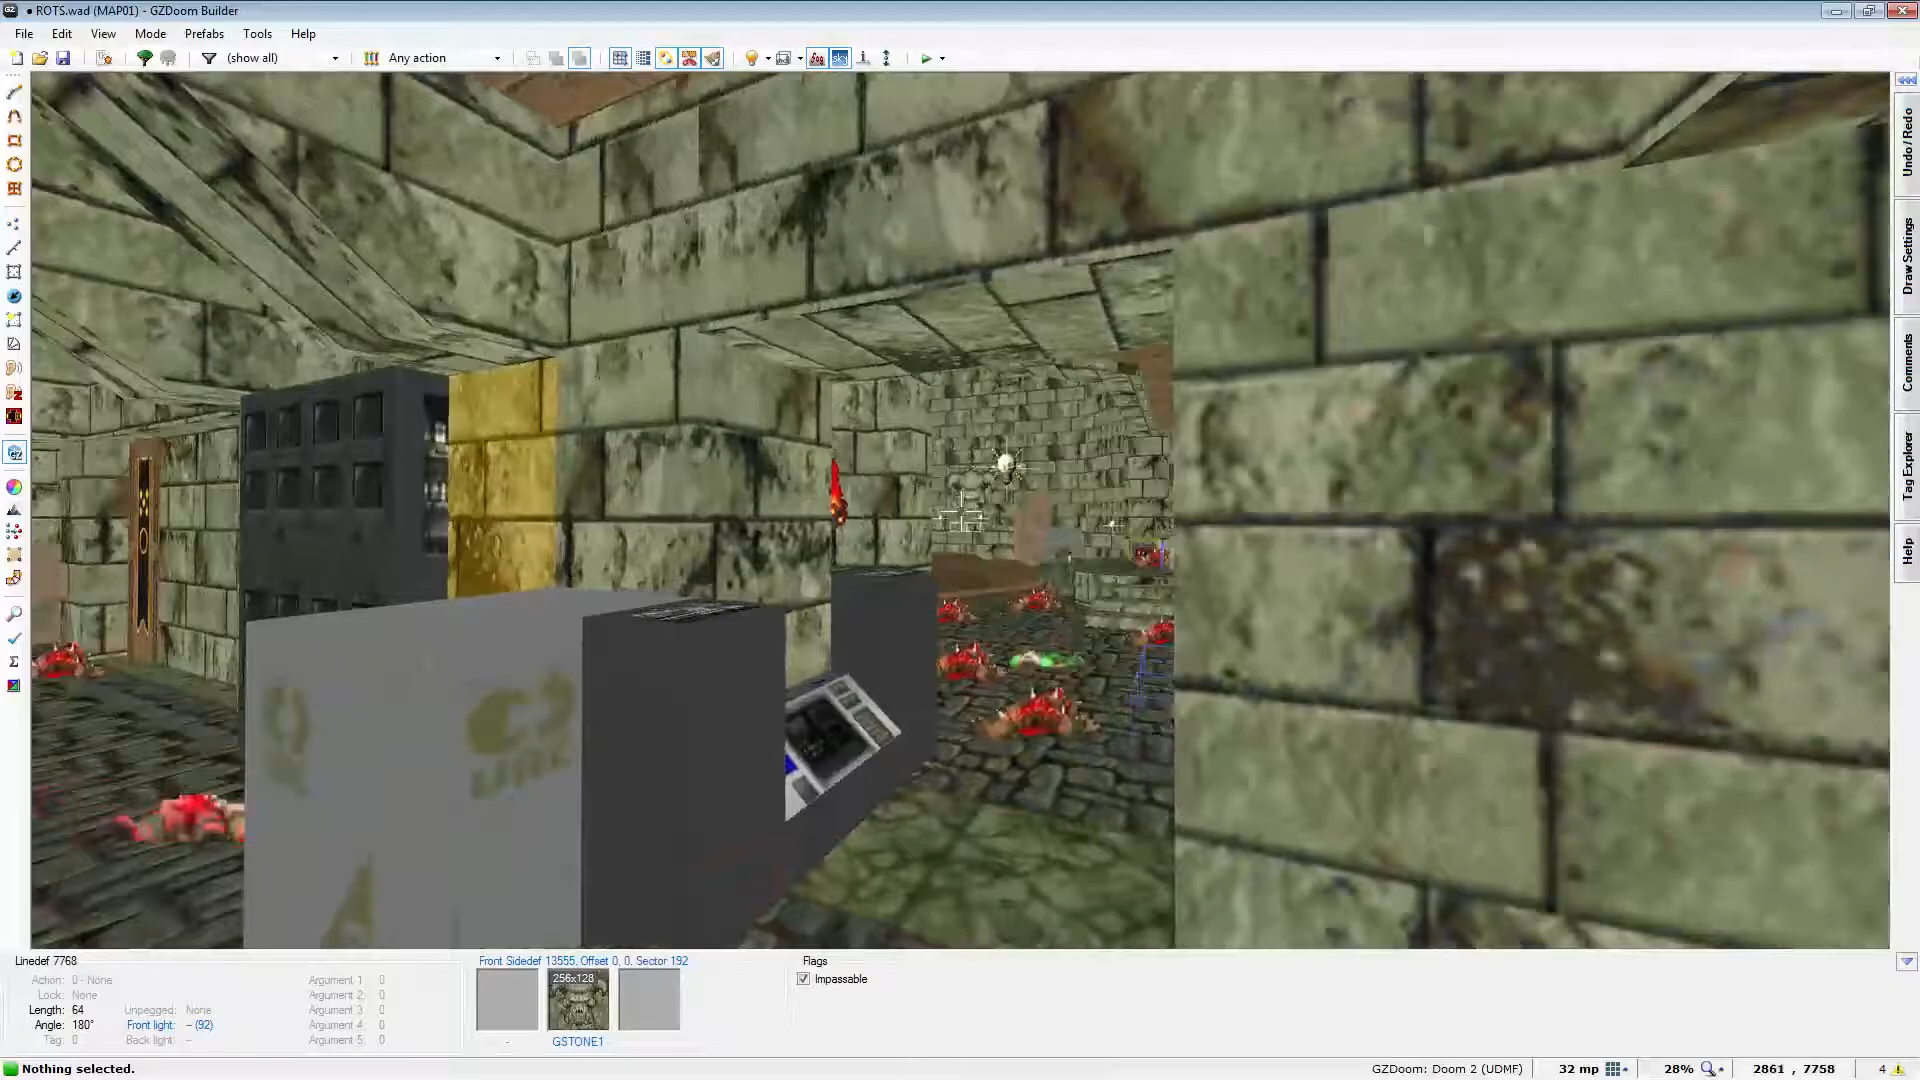 ROTS.wad (MAP01) - GZDoom Builder
File Edit View Mode Prefabs Tools Help
(show all) Any action
Undo / Redo
Draw Settings
Comments
Tag Explorer
Help
UAC
Linedef 7768
Action: 0 - None
Lock: None
Length: 64
Angle: 180°
Tag: 0
Unpegged: None
Front light: -- (92)
Back light: --
Argument 1: 0
Argument 2: 0
Argument 3: 0
Argument 4: 0
Argument 5: 0
Front Sidedef 13555. Offset 0, 0. Sector 192
256x128
-
GSTONE1
Flags
Impassable
Nothing selected.
GZDoom: Doom 2 (UDMF) 32 mp 28% 2861 , 7758 4